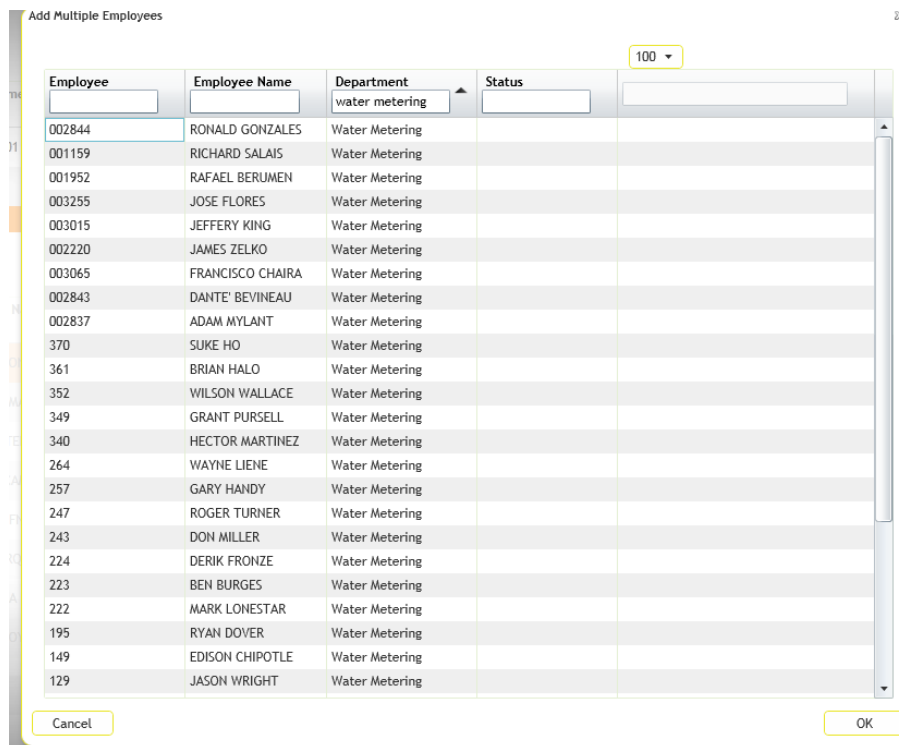 Add Multiple Employees
100
Employee Employee Name Department Status
water metering
002844 RONALD GONZALES Water Metering
001159 RICHARD SALAIS Water Metering
001952 RAFAEL BERUMEN Water Metering
003255 JOSE FLORES Water Metering
003015 JEFFERY KING Water Metering
002220 JAMES ZELKO Water Metering
003065 FRANCISCO CHAIRA Water Metering
002843 DANTE' BEVINEAU Water Metering
002837 ADAM MYLANT Water Metering
370 SUKE HO Water Metering
361 BRIAN HALO Water Metering
352 WILSON WALLACE Water Metering
349 GRANT PURSELL Water Metering
340 HECTOR MARTINEZ Water Metering
264 WAYNE LIENE Water Metering
257 GARY HANDY Water Metering
247 ROGER TURNER Water Metering
243 DON MILLER Water Metering
224 DERIK FRONZE Water Metering
223 BEN BURGES Water Metering
222 MARK LONESTAR Water Metering
195 RYAN DOVER Water Metering
149 EDISON CHIPOTLE Water Metering
129 JASON WRIGHT Water Metering
Cancel OK